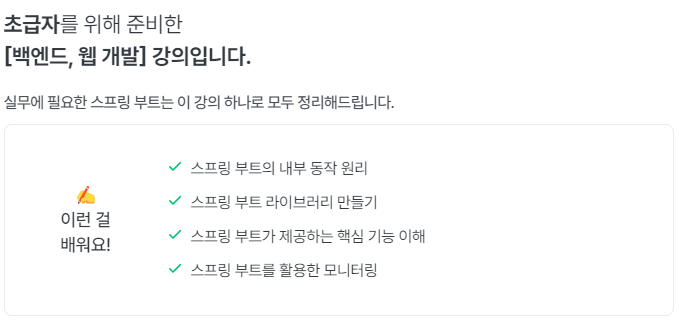 초급자를 위해 준비한
[백엔드, 웹 개발] 강의입니다.
실무에 필요한 스프링 부트는 이 강의 하나로 모두 정리해드립니다.
✍️
이런 걸
배워요!
스프링 부트의 내부 동작 원리
스프링 부트 라이브러리 만들기
스프링 부트가 제공하는 핵심 기능 이해
스프링 부트를 활용한 모니터링